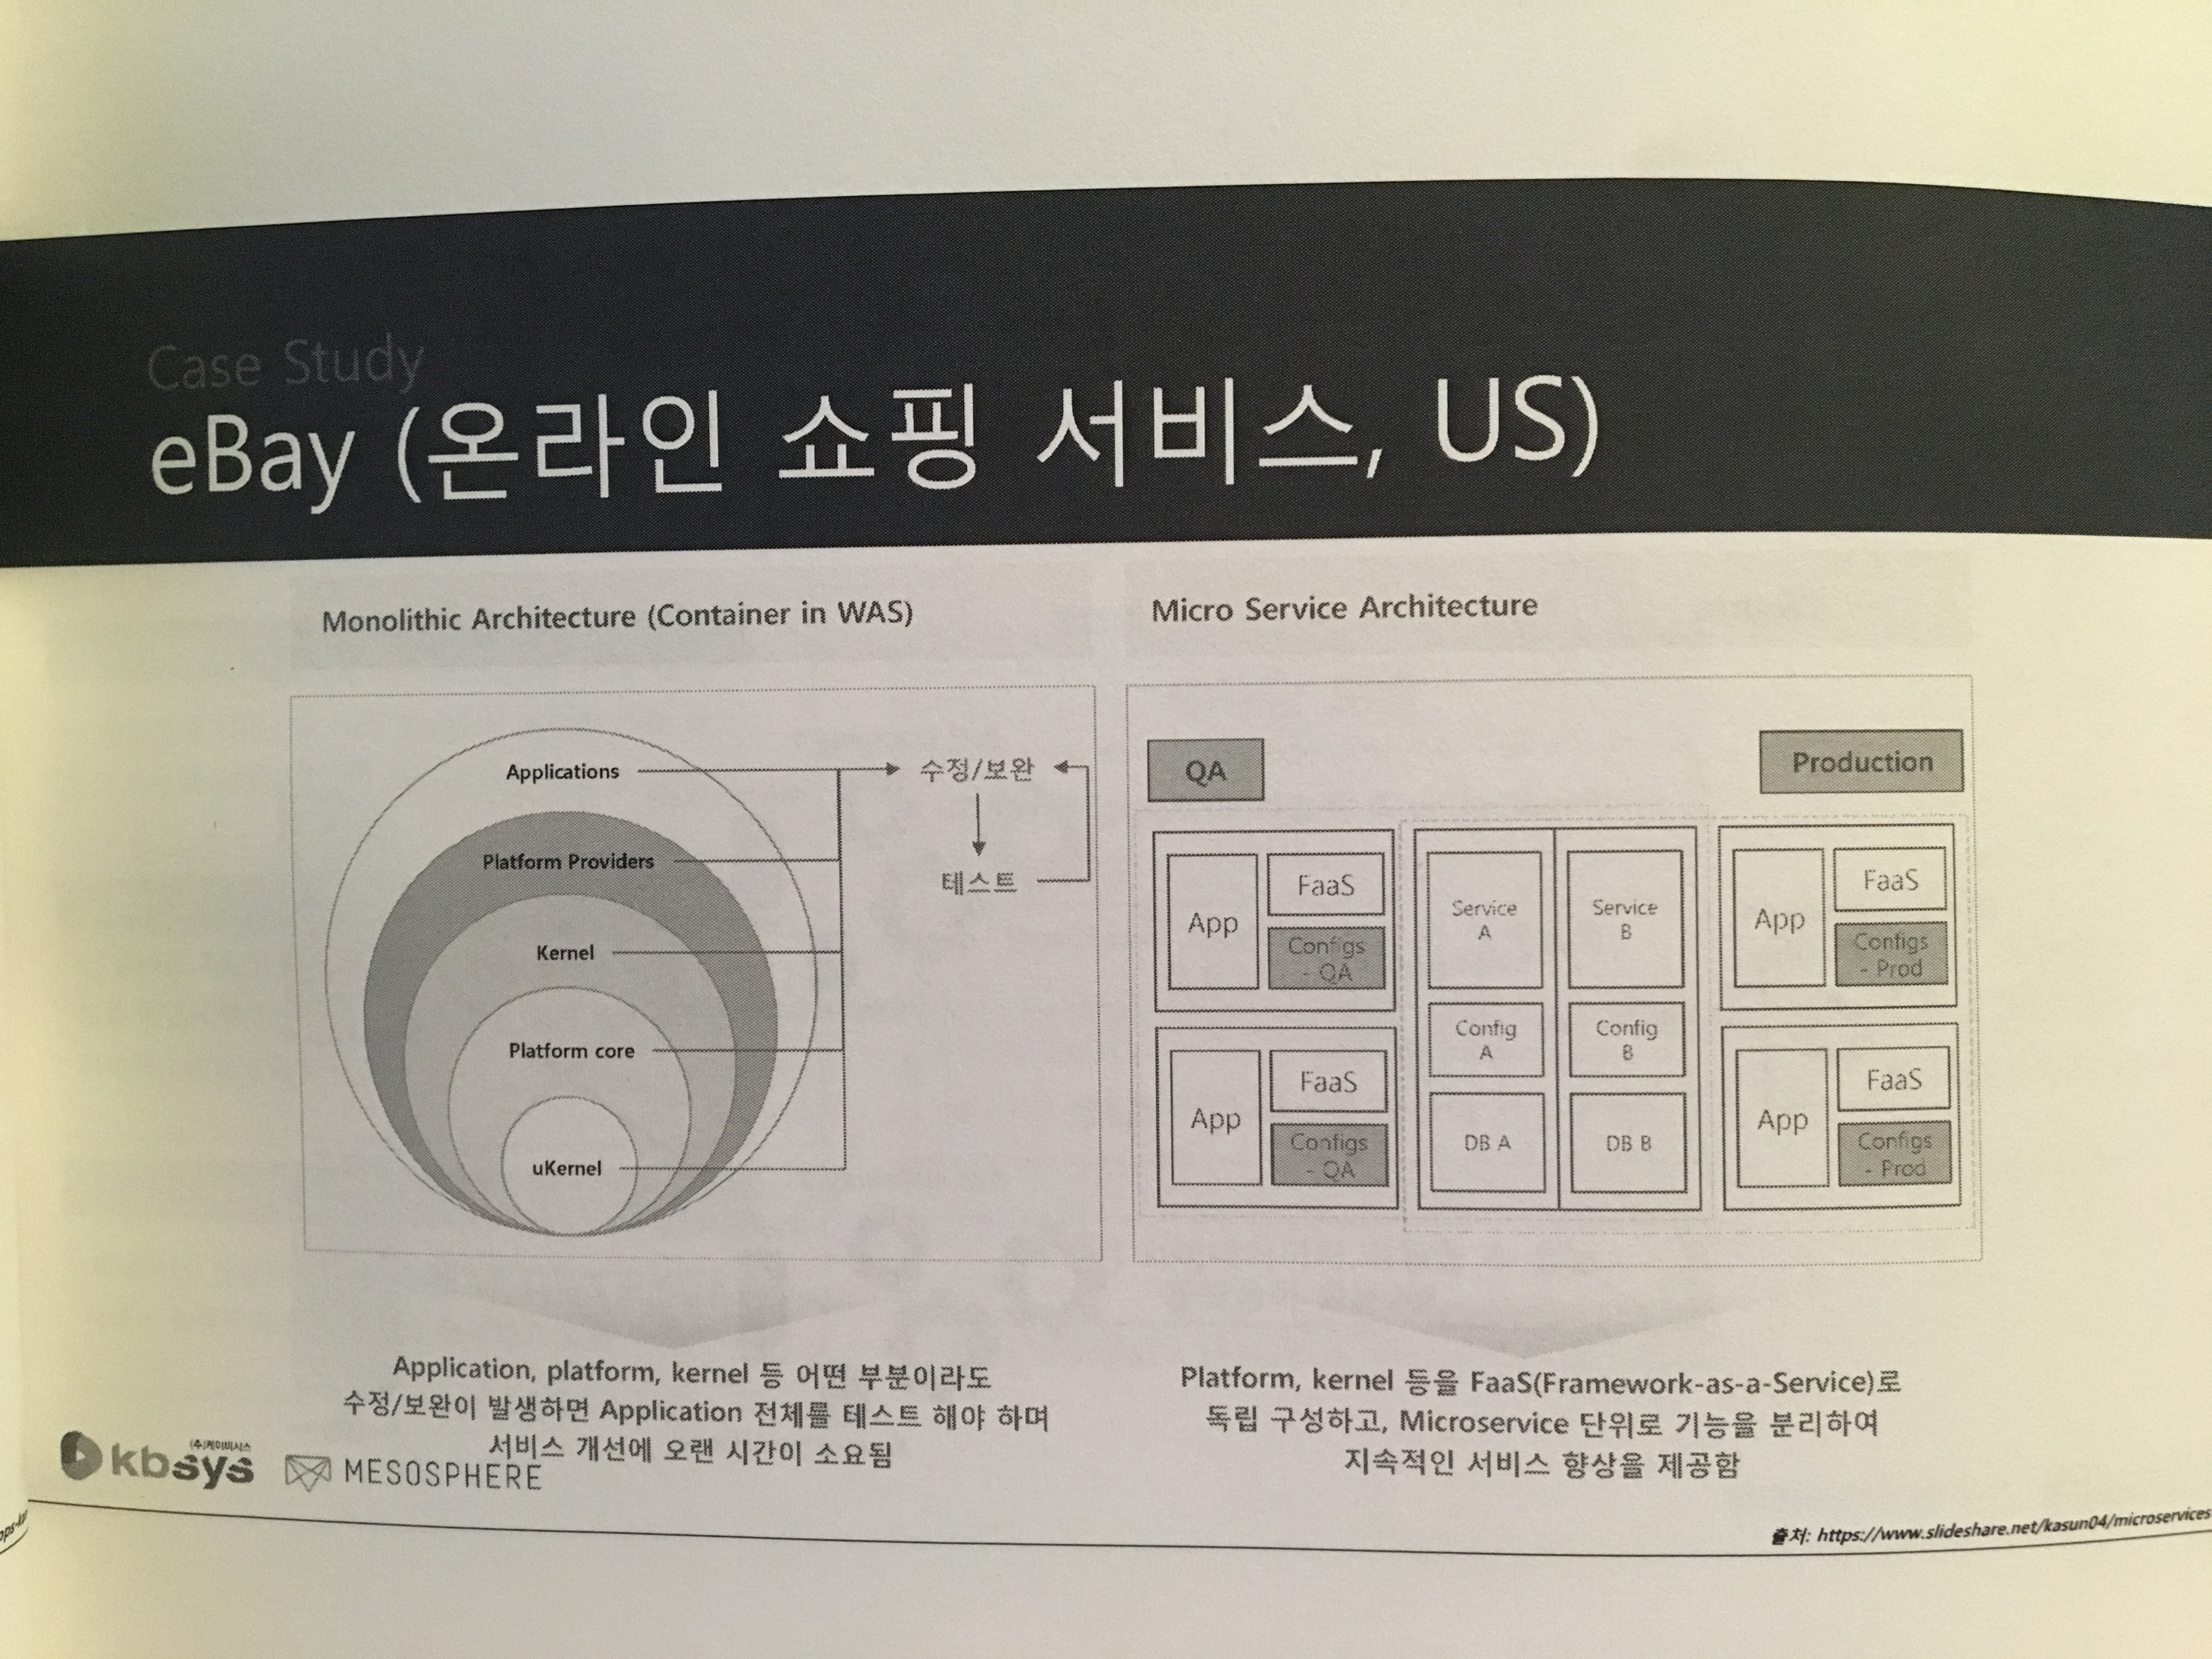 Case Study
eBay (온라인 쇼핑 서비스, US)
Monolithic Architecture (Container in WAS)
Applications
Platform Providers
Kernel
Platform core
uKernel
수정/보완
테스트
Application, platform, kernel 등 어떤 부분이라도
수정/보완이 발생하면 Application 전체를 테스트 해야 하며
서비스 개선에 오랜 시간이 소요됨
Micro Service Architecture
QA
Production
App
FaaS
Configs
- QA
App
FaaS
Configs
- QA
Service
A
Service
B
Config
A
Config
B
DB A
DB B
App
FaaS
Configs
- Prod
App
FaaS
Configs
- Prod
Platform, kernel 등을 FaaS(Framework-as-a-Service)로
독립 구성하고, Microservice 단위로 기능을 분리하여
지속적인 서비스 향상을 제공함
(주)케이비시스
kbsys
MESOSPHERE
출처: https://www.slideshare.net/kasun04/microservices